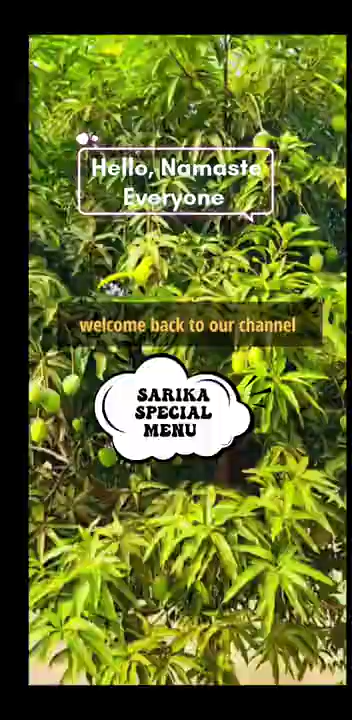 Hello, Namaste
Everyone
welcome back to our channel
SARIKA
SPECIAL
MENU